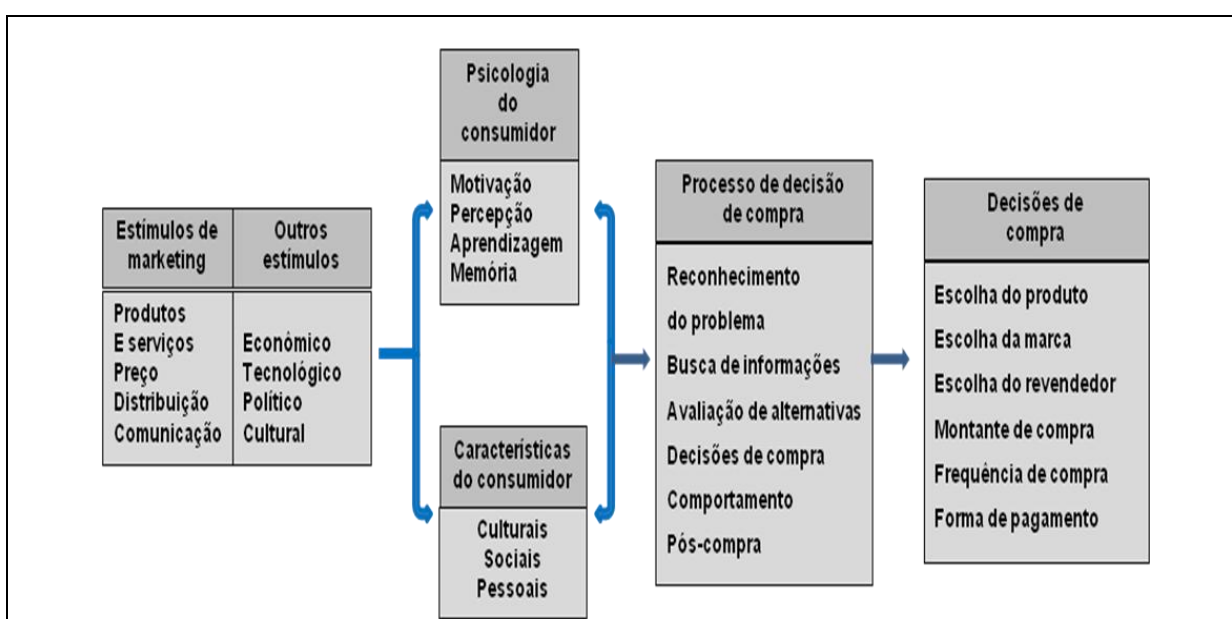 Estímulos de
marketing
Produtos
E serviços
Preço
Distribuição
Comunicação
Outros
estímulos
Econômico
Tecnológico
Político
Cultural
Psicologia
do
consumidor
Motivação
Percepção
Aprendizagem
Memória
Características
do consumidor
Culturais
Sociais
Pessoais
Processo de decisão
de compra
Reconhecimento
do problema
Busca de informações
Avaliação de alternativas
Decisões de compra
Comportamento
Pós-compra
Decisões de
compra
Escolha do produto
Escolha da marca
Escolha do revendedor
Montante de compra
Frequência de compra
Forma de pagamento